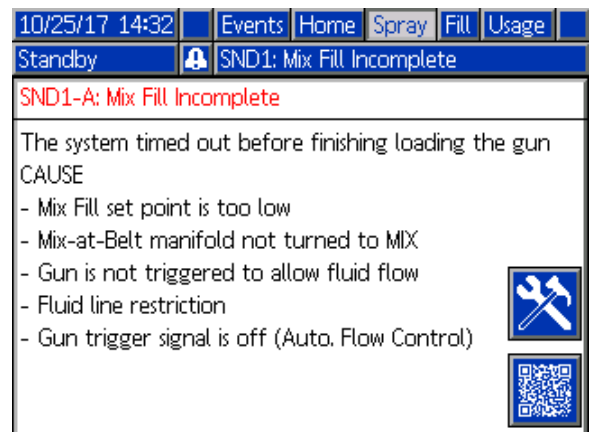 10/25/17 14:32 Events Home Spray Fill Usage
Standby SND1: Mix Fill Incomplete
SND1-A: Mix Fill Incomplete
The system timed out before finishing loading the gun
CAUSE
- Mix Fill set point is too low
- Mix-at-Belt manifold not turned to MIX
- Gun is not triggered to allow fluid flow
- Fluid line restriction
- Gun trigger signal is off (Auto. Flow Control)